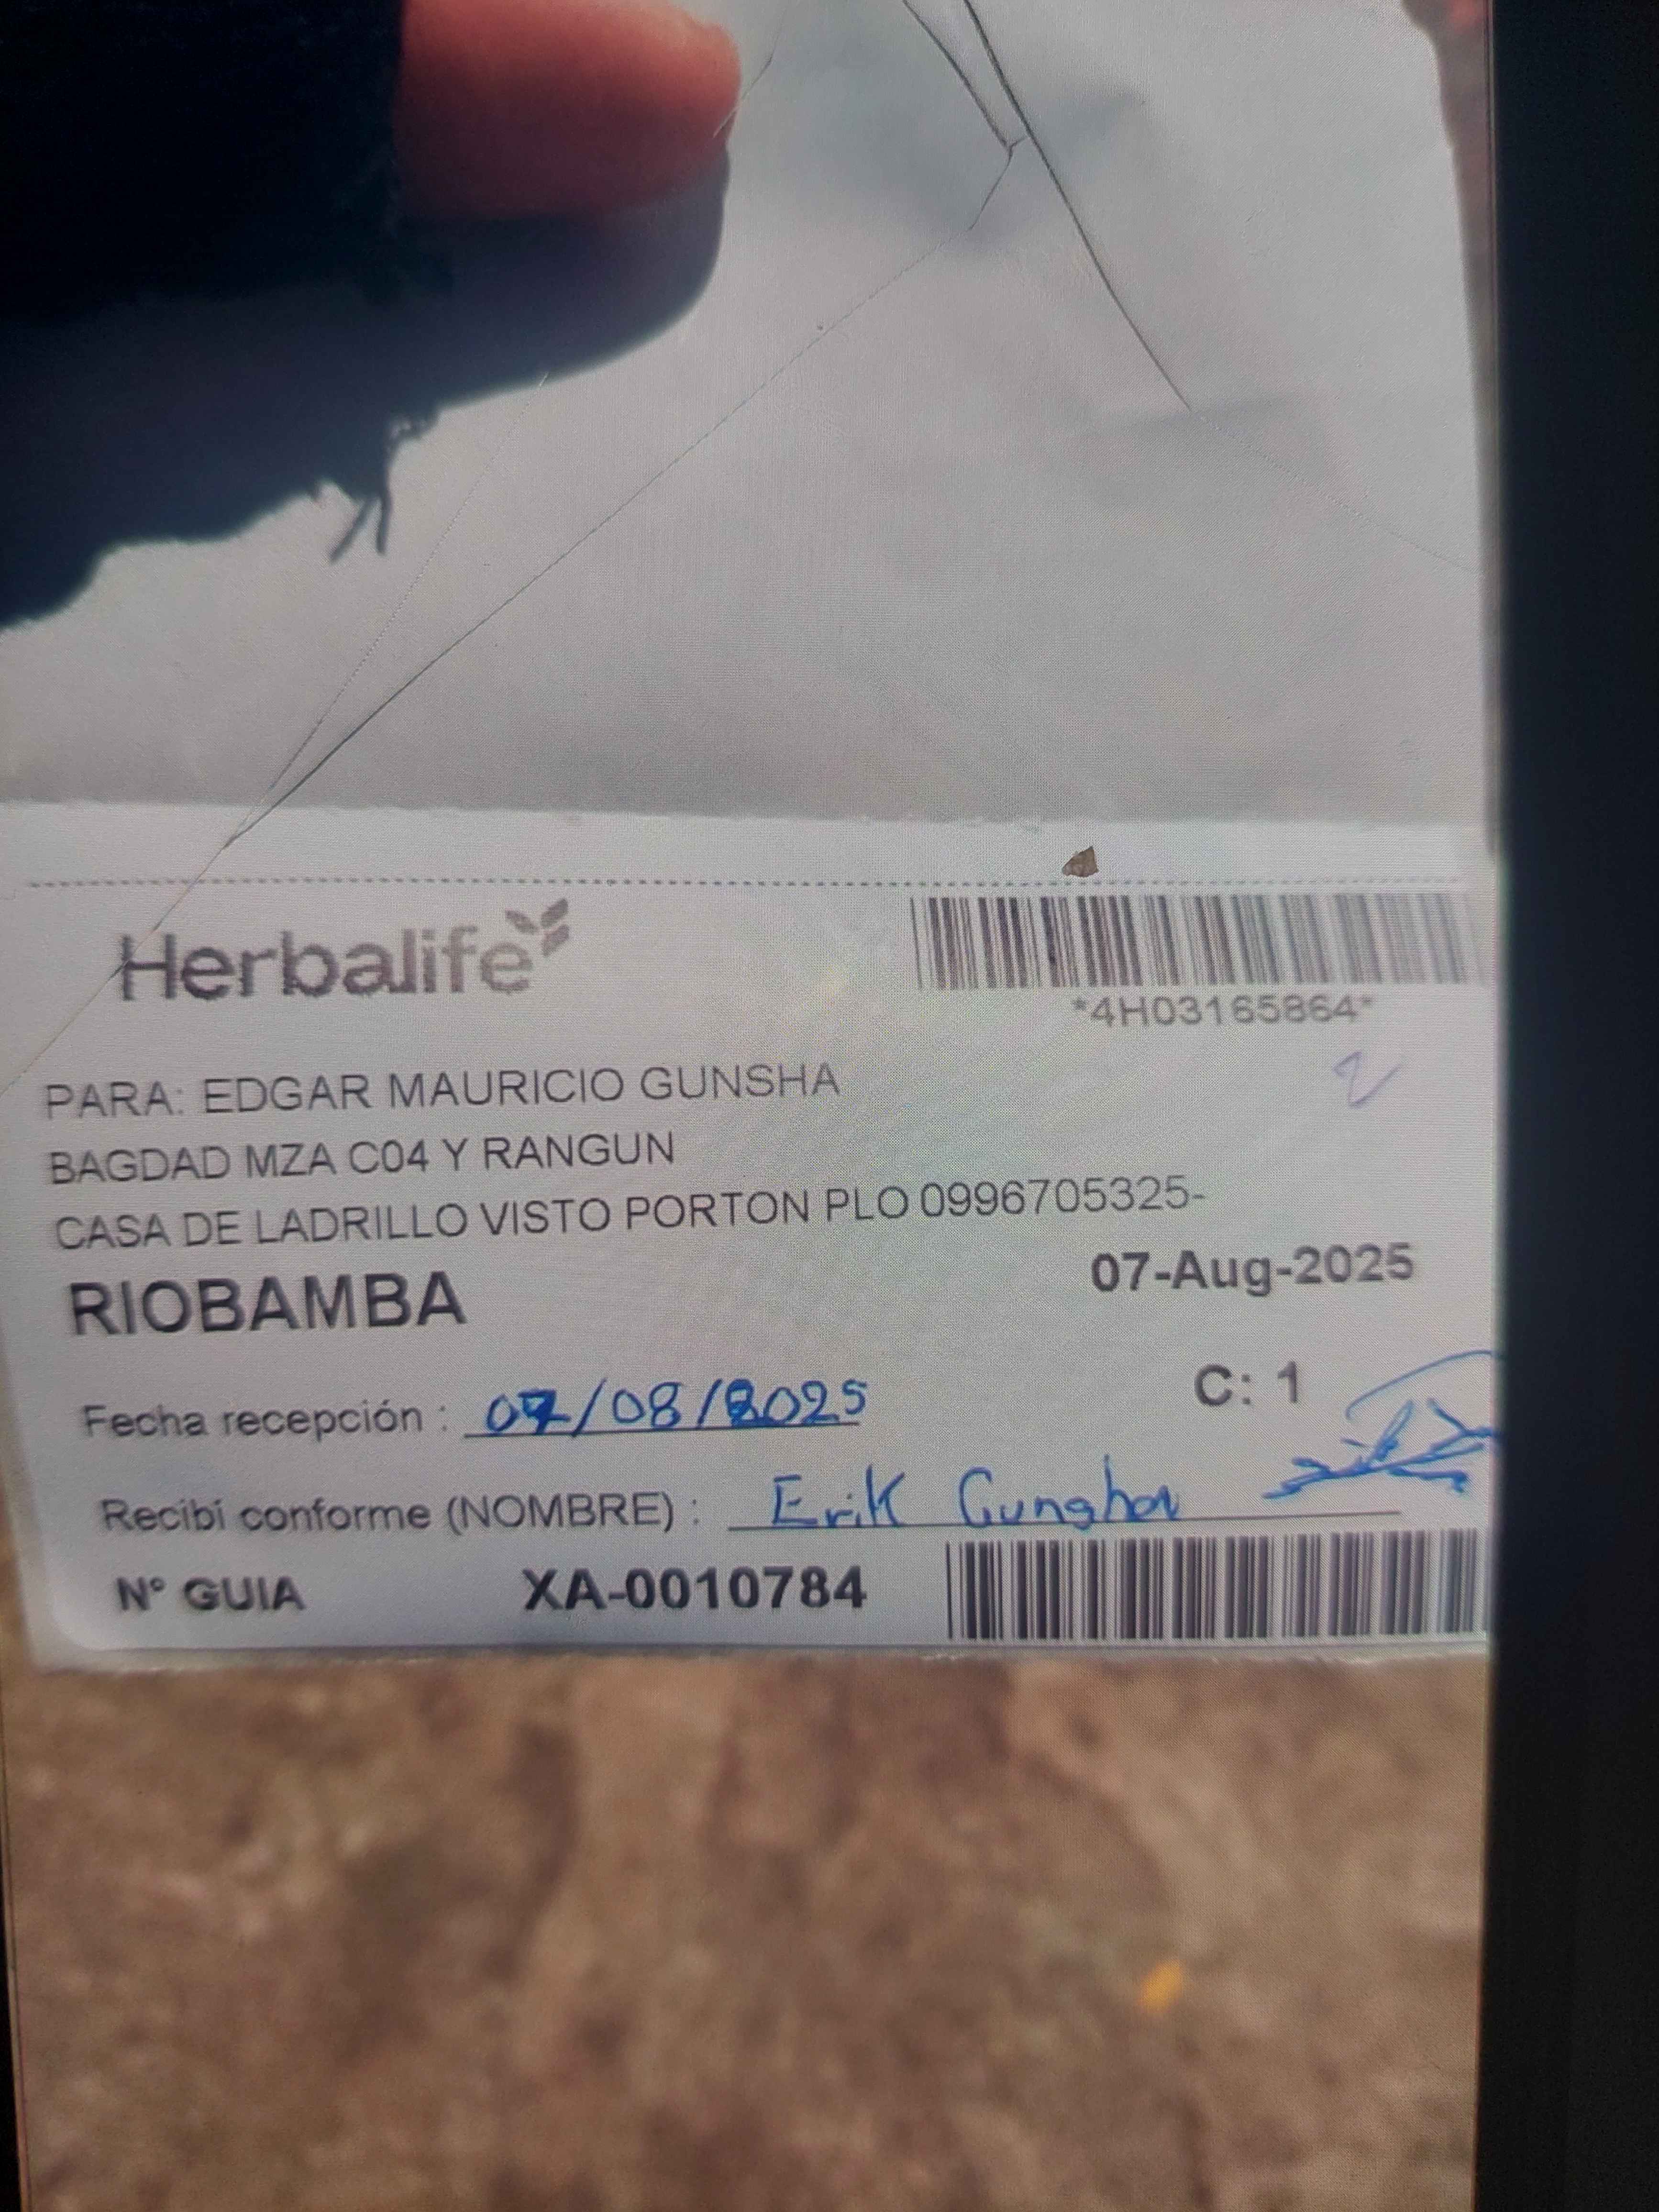 Herbalife
*4H03165864*
PARA: EDGAR MAURICIO GUNSHA
BAGDAD MZA C04 Y RANGUN
CASA DE LADRILLO VISTO PORTON PLO 0996705325-
07-Aug-2025
RIOBAMBA
C: 1
Fecha recepción : 07/08/2025
Recibí conforme (NOMBRE) : Erik Gunsha
N° GUIA XA-0010784